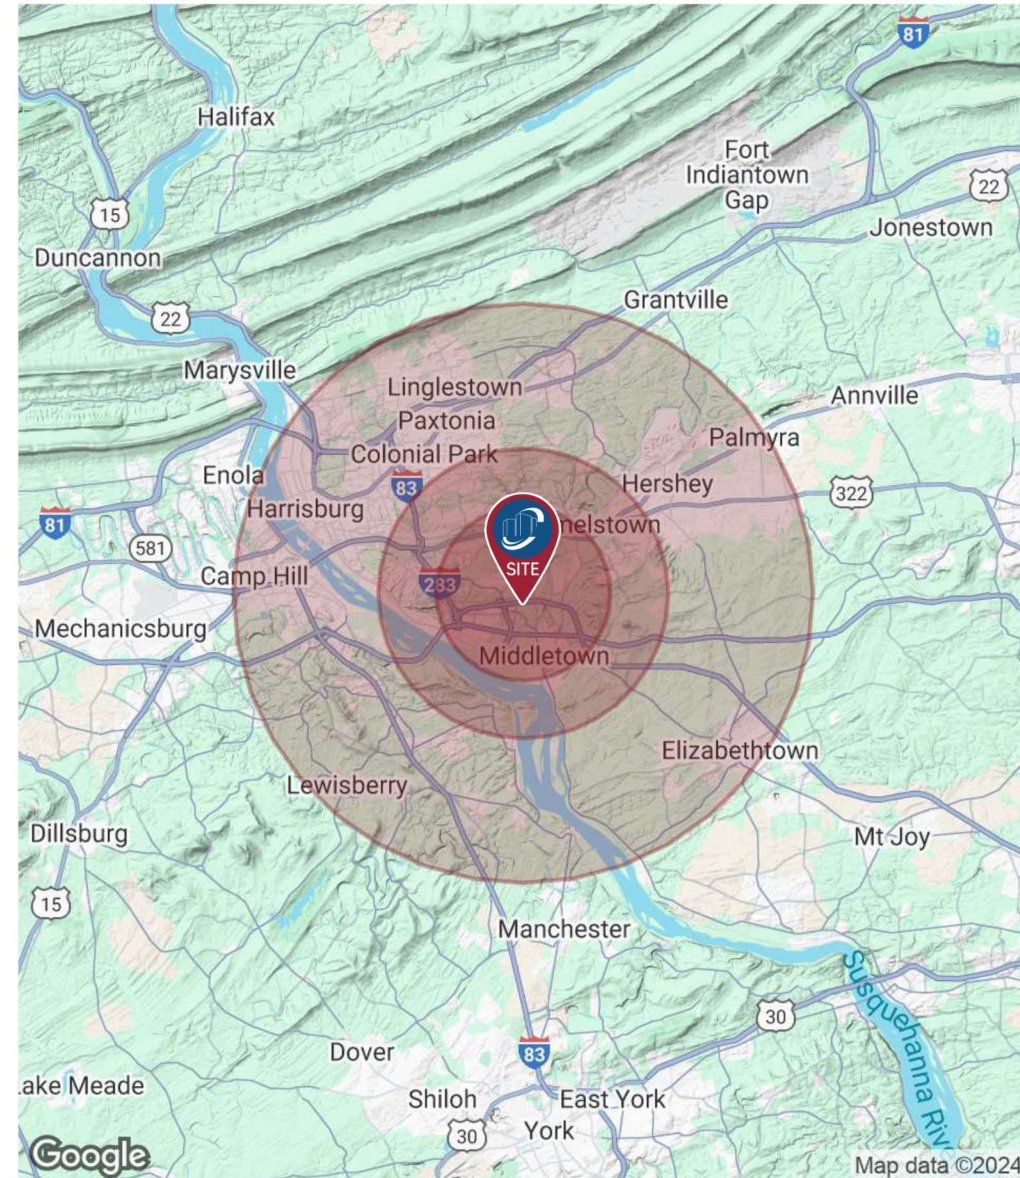 81
Halifax
Fort
Indiantown
Gap
22
15
Jonestown
Duncannon
Grantville
22
Marysville
Linglestown
Annville
Paxtonia
Palmyra
Colonial Park
Enola
83
Hershey
322
Harrisburg
81
nelstown
581
SITE
Camp Hill
283
Mechanicsburg
Middletown
Elizabethtown
Lewisberry
Dillsburg
Mt Joy
15
Manchester
Susquehanna Rive
30
Dover
83
ake Meade
Shiloh
East York
30
York
Google
Map data ©2024